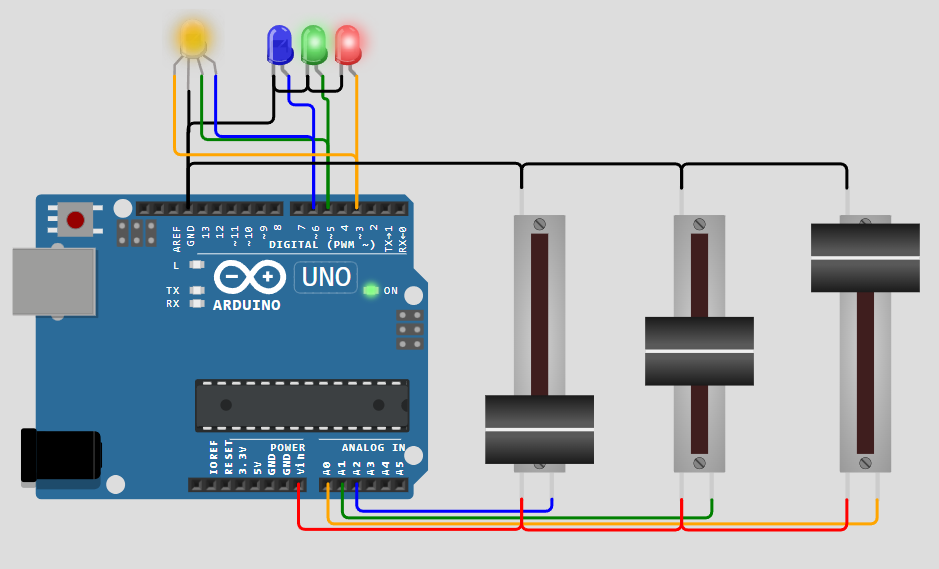 AREF
GND
13
12
~11
~10
~9
8
7
~6
~5
4
~3
2
TX→1
RX←0
DIGITAL (PWM ~)
L
TX
RX
UNO
ARDUINO
ON
POWER
ANALOG IN
IOREF
RESET
3.3V
5V
GND
GND
Vin
A0
A1
A2
A3
A4
A5